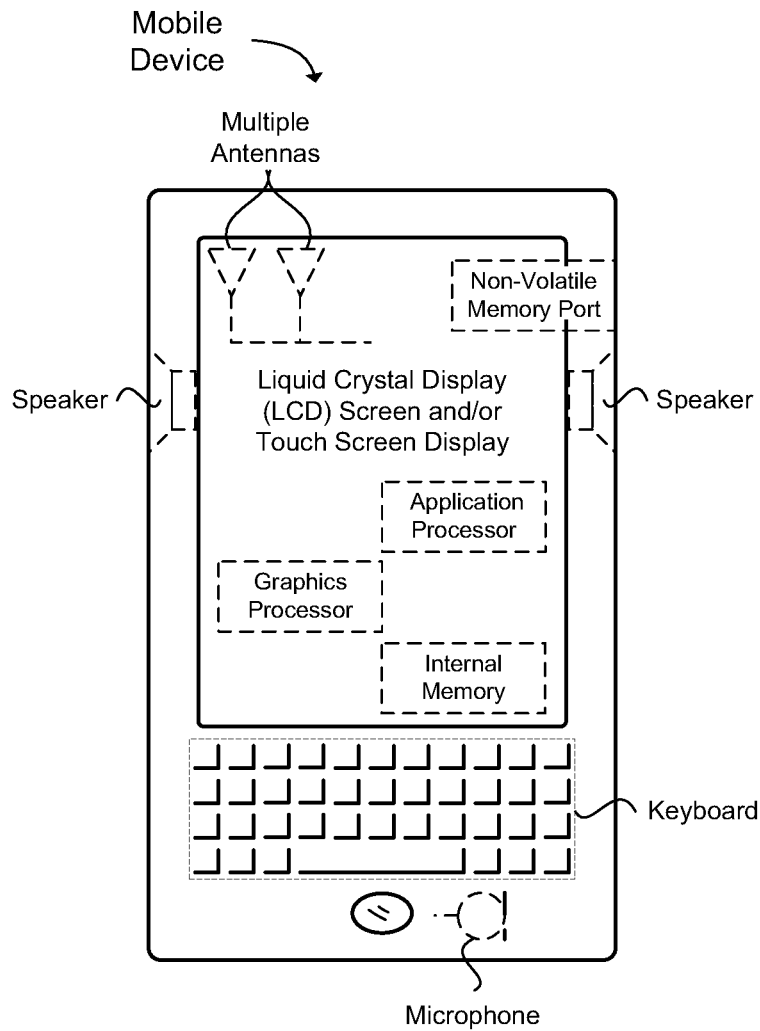 Mobile
Device
Multiple
Antennas
Non-Volatile
Memory Port
Liquid Crystal Display
(LCD) Screen and/or
Touch Screen Display
Speaker
Speaker
Application
Processor
Graphics
Processor
Internal
Memory
Keyboard
Microphone